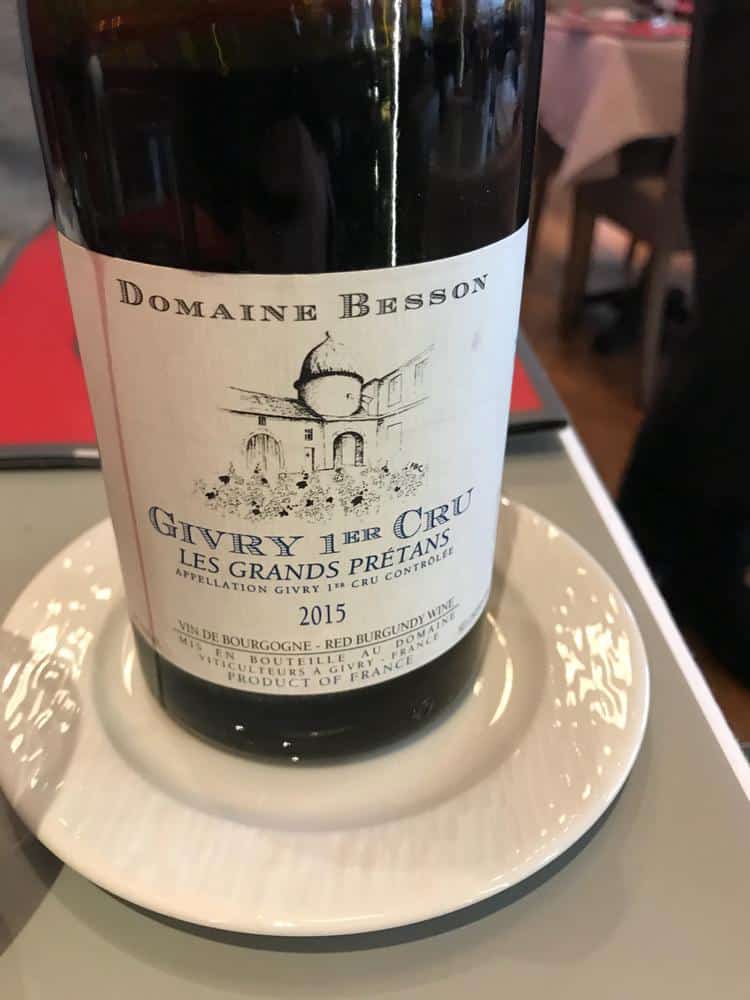 DOMAINE BESSON
GIVRY 1ER CRU
LES GRANDS PRÉTANS
APPELLATION GIVRY 1ER CRU CONTRÔLÉE
2015
VIN DE BOURGOGNE - RED BURGUNDY WINE
MIS EN BOUTEILLE AU DOMAINE
VITICULTEURS À GIVRY - FRANCE
PRODUCT OF FRANCE